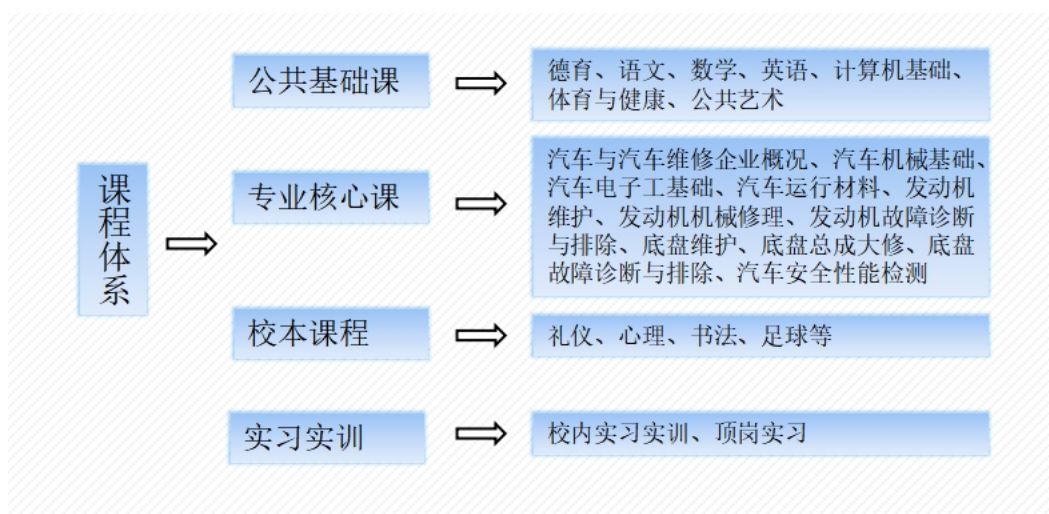 课程体系
公共基础课
德育、语文、数学、英语、计算机基础、
体育与健康、公共艺术
专业核心课
汽车与汽车维修企业概况、汽车机械基础、
汽车电子工基础、汽车运行材料、发动机
维护、发动机机械修理、发动机故障诊断
与排除、底盘维护、底盘总成大修、底盘
故障诊断与排除、汽车安全性能检测
校本课程
礼仪、心理、书法、足球等
实习实训
校内实习实训、顶岗实习